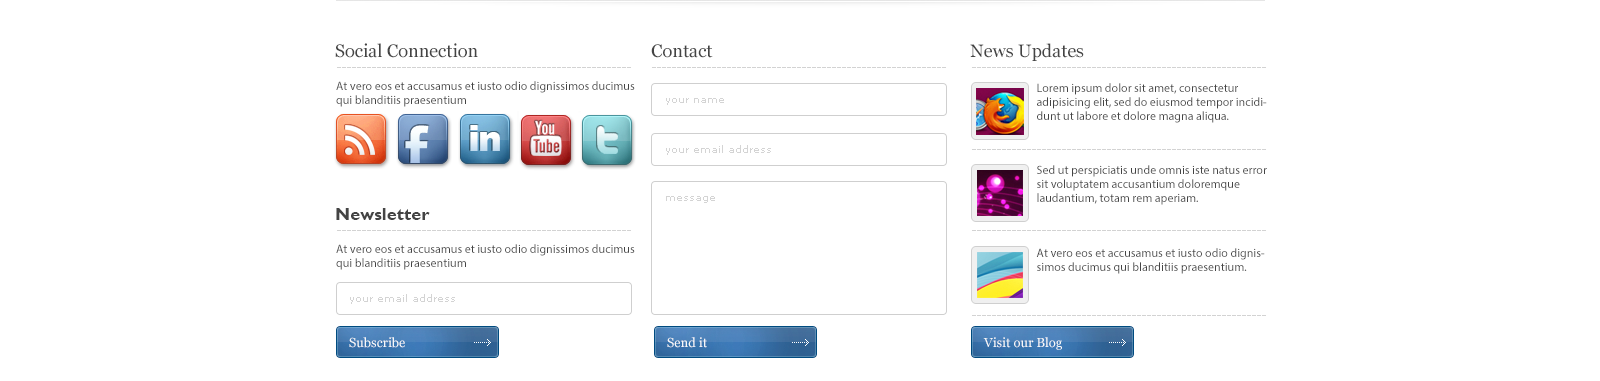 Social Connection
At vero eos et accusamus et iusto odio dignissimos ducimus
qui blanditiis praesentium
You
Tube
Newsletter
At vero eos et accusamus et iusto odio dignissimos ducimus
qui blanditiis praesentium
your email address
Subscribe
Contact
your name
your email address
message
Send it
News Updates
Lorem ipsum dolor sit amet, consectetur
adipisicing elit, sed do eiusmod tempor incidi-
dunt ut labore et dolore magna aliqua.
Sed ut perspiciatis unde omnis iste natus error
sit voluptatem accusantium doloremque
laudantium, totam rem aperiam.
At vero eos et accusamus et iusto odio dignis-
simos ducimus qui blanditiis praesentium.
Visit our Blog